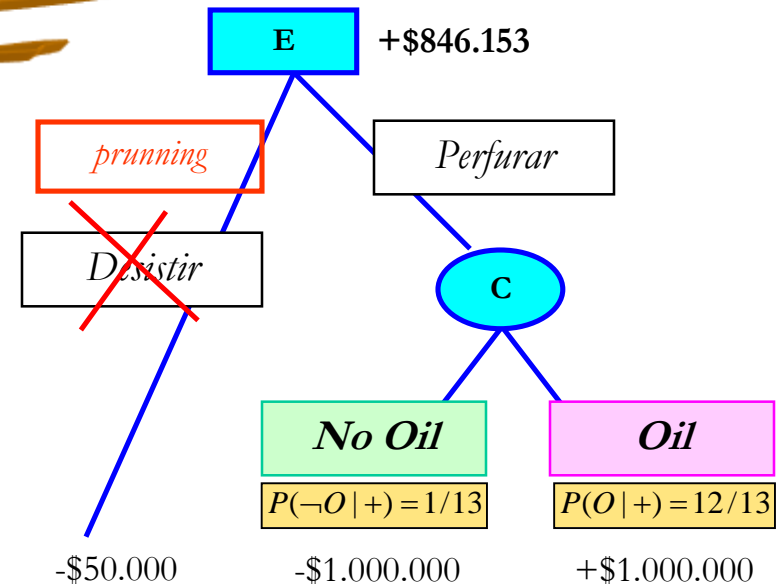 E
+$846.153
prunning
Perfurar
Desistir
C
No Oil
Oil
P(¬O | +) = 1/13
P(O | +) = 12/13
-$50.000
-$1.000.000
+$1.000.000